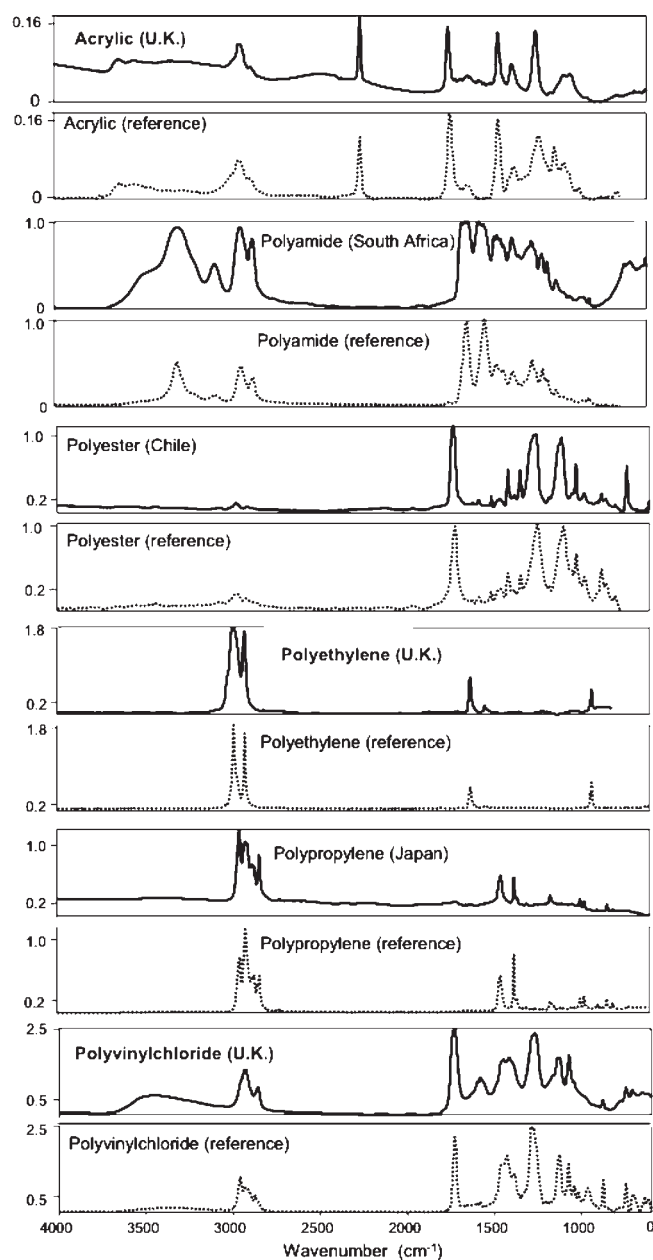 0.16
Acrylic (U.K.)
0
0.16
Acrylic (reference)
0
1.0
Polyamide (South Africa)
0
1.0
Polyamide (reference)
0
1.0
Polyester (Chile)
0.2
1.0
Polyester (reference)
0.2
1.8
Polyethylene (U.K.)
0.2
1.8
Polyethylene (reference)
0.2
1.0
Polypropylene (Japan)
0.2
1.0
Polypropylene (reference)
0.2
2.5
Polyvinylchloride (U.K.)
0.5
2.5
Polyvinylchloride (reference)
0.5
4000 3500 3000 2500 2000 1500 1000 0
Wavenumber (cm⁻¹)